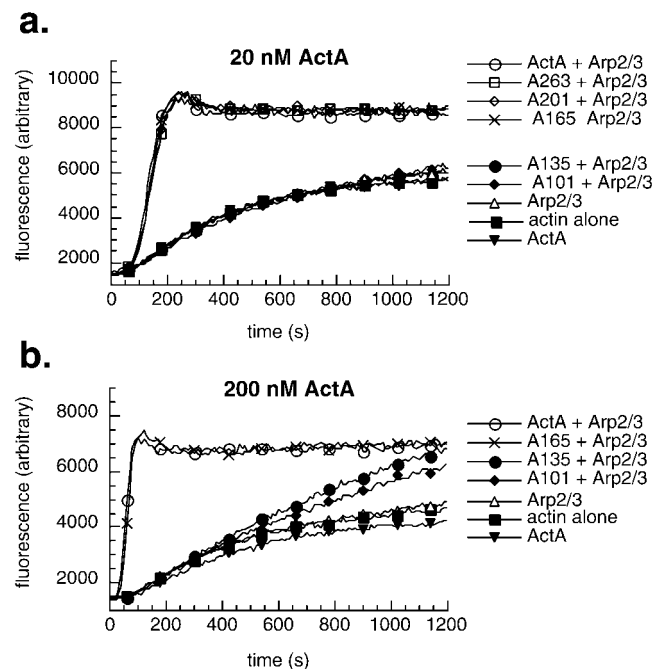 a.
20 nM ActA
fluorescence (arbitrary)
10000
8000
6000
4000
2000
0 200 400 600 800 1000 1200
time (s)
ActA + Arp2/3
A263 + Arp2/3
A201 + Arp2/3
A165 Arp2/3
A135 + Arp2/3
A101 + Arp2/3
Arp2/3
actin alone
ActA
b.
200 nM ActA
fluorescence (arbitrary)
8000
6000
4000
2000
0 200 400 600 800 1000 1200
time (s)
ActA + Arp2/3
A165 + Arp2/3
A135 + Arp2/3
A101 + Arp2/3
Arp2/3
actin alone
ActA